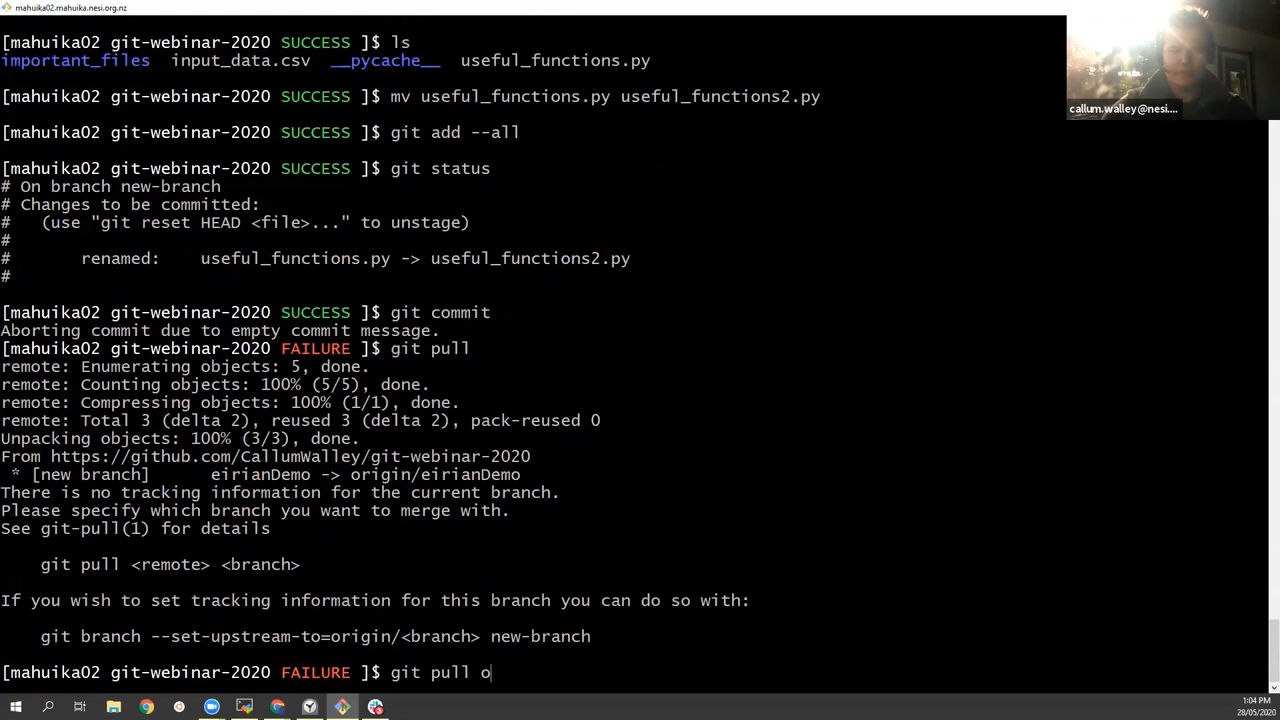 mahuika02.mahuika.nesi.org.nz
[mahuika02 git-webinar-2020 SUCCESS ]$ ls
important_files  input_data.csv  __pycache__  useful_functions.py
[mahuika02 git-webinar-2020 SUCCESS ]$ mv useful_functions.py useful_functions2.py
callum.walley@nesi....
[mahuika02 git-webinar-2020 SUCCESS ]$ git add --all
[mahuika02 git-webinar-2020 SUCCESS ]$ git status
# On branch new-branch
# Changes to be committed:
#   (use "git reset HEAD <file>..." to unstage)
#
#       renamed:    useful_functions.py -> useful_functions2.py
#
[mahuika02 git-webinar-2020 SUCCESS ]$ git commit
Aborting commit due to empty commit message.
[mahuika02 git-webinar-2020 FAILURE ]$ git pull
remote: Enumerating objects: 5, done.
remote: Counting objects: 100% (5/5), done.
remote: Compressing objects: 100% (1/1), done.
remote: Total 3 (delta 2), reused 3 (delta 2), pack-reused 0
Unpacking objects: 100% (3/3), done.
From https://github.com/CallumWalley/git-webinar-2020
 * [new branch]      eirianDemo -> origin/eirianDemo
There is no tracking information for the current branch.
Please specify which branch you want to merge with.
See git-pull(1) for details
    git pull <remote> <branch>
If you wish to set tracking information for this branch you can do so with:
    git branch --set-upstream-to=origin/<branch> new-branch
[mahuika02 git-webinar-2020 FAILURE ]$ git pull o
1:04 PM
28/05/2020